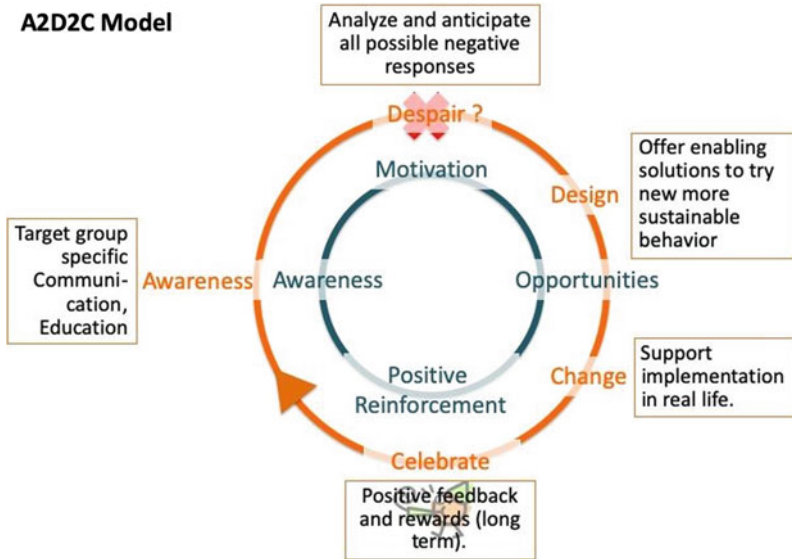 A2D2C Model
Analyze and anticipate
all possible negative
responses
Despair ?
Motivation
Design
Offer enabling
solutions to try
new more
sustainable
behavior
Target group
specific
Communi-
cation,
Education
Awareness
Awareness
Opportunities
Positive
Reinforcement
Change
Support
implementation
in real life.
Celebrate
Positive feedback
and rewards (long
term).